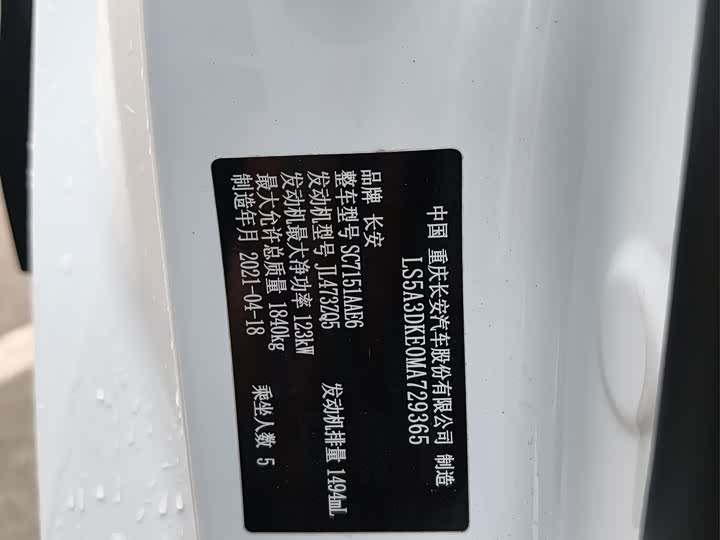 中国 重庆长安汽车股份有限公司 制造
LS5A3DKE0MA729365
品牌 长安
整车型号 SC7151AAE6
发动机型号 JL473ZQ5 发动机排量 1494mL
发动机最大净功率 123kW
最大允许总质量 1840kg 乘坐人数 5
制造年月 2021-04-18